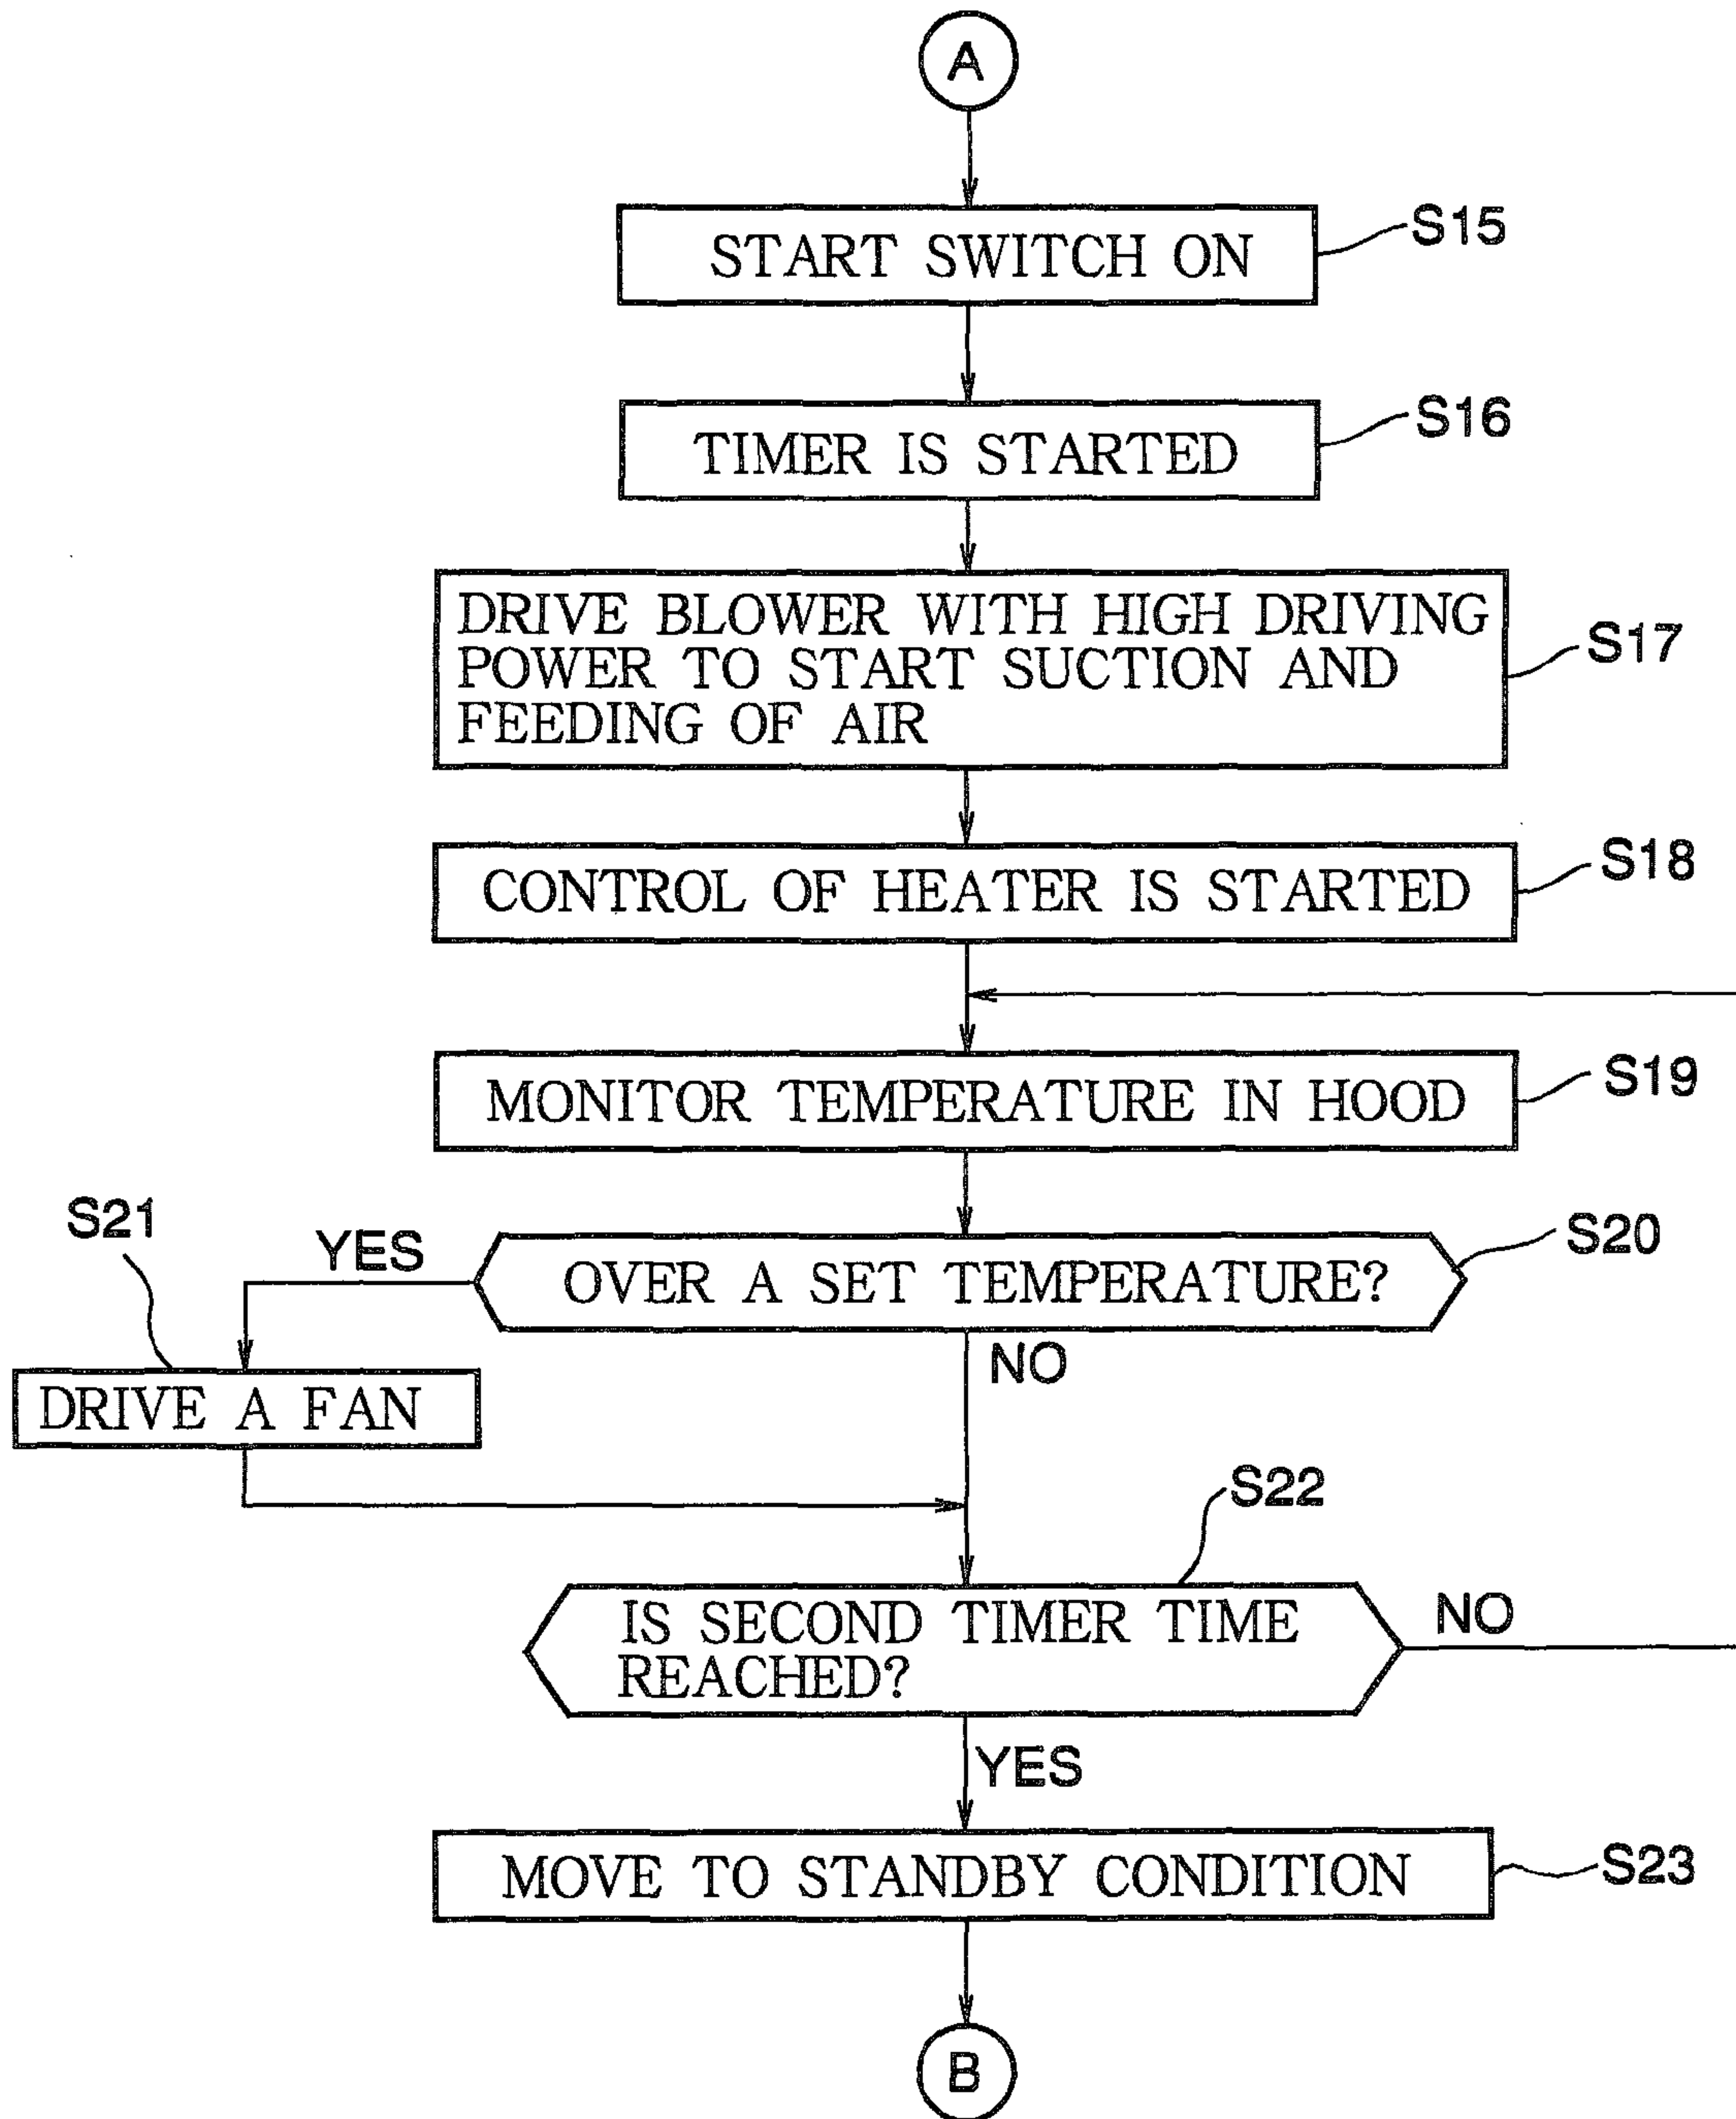 A
START SWITCH ON
S15
TIMER IS STARTED
S16
DRIVE BLOWER WITH HIGH DRIVING
POWER TO START SUCTION AND
FEEDING OF AIR
S17
CONTROL OF HEATER IS STARTED
S18
MONITOR TEMPERATURE IN HOOD
S19
S21
YES
OVER A SET TEMPERATURE?
S20
NO
DRIVE A FAN
S22
IS SECOND TIMER TIME
REACHED?
NO
YES
MOVE TO STANDBY CONDITION
S23
B